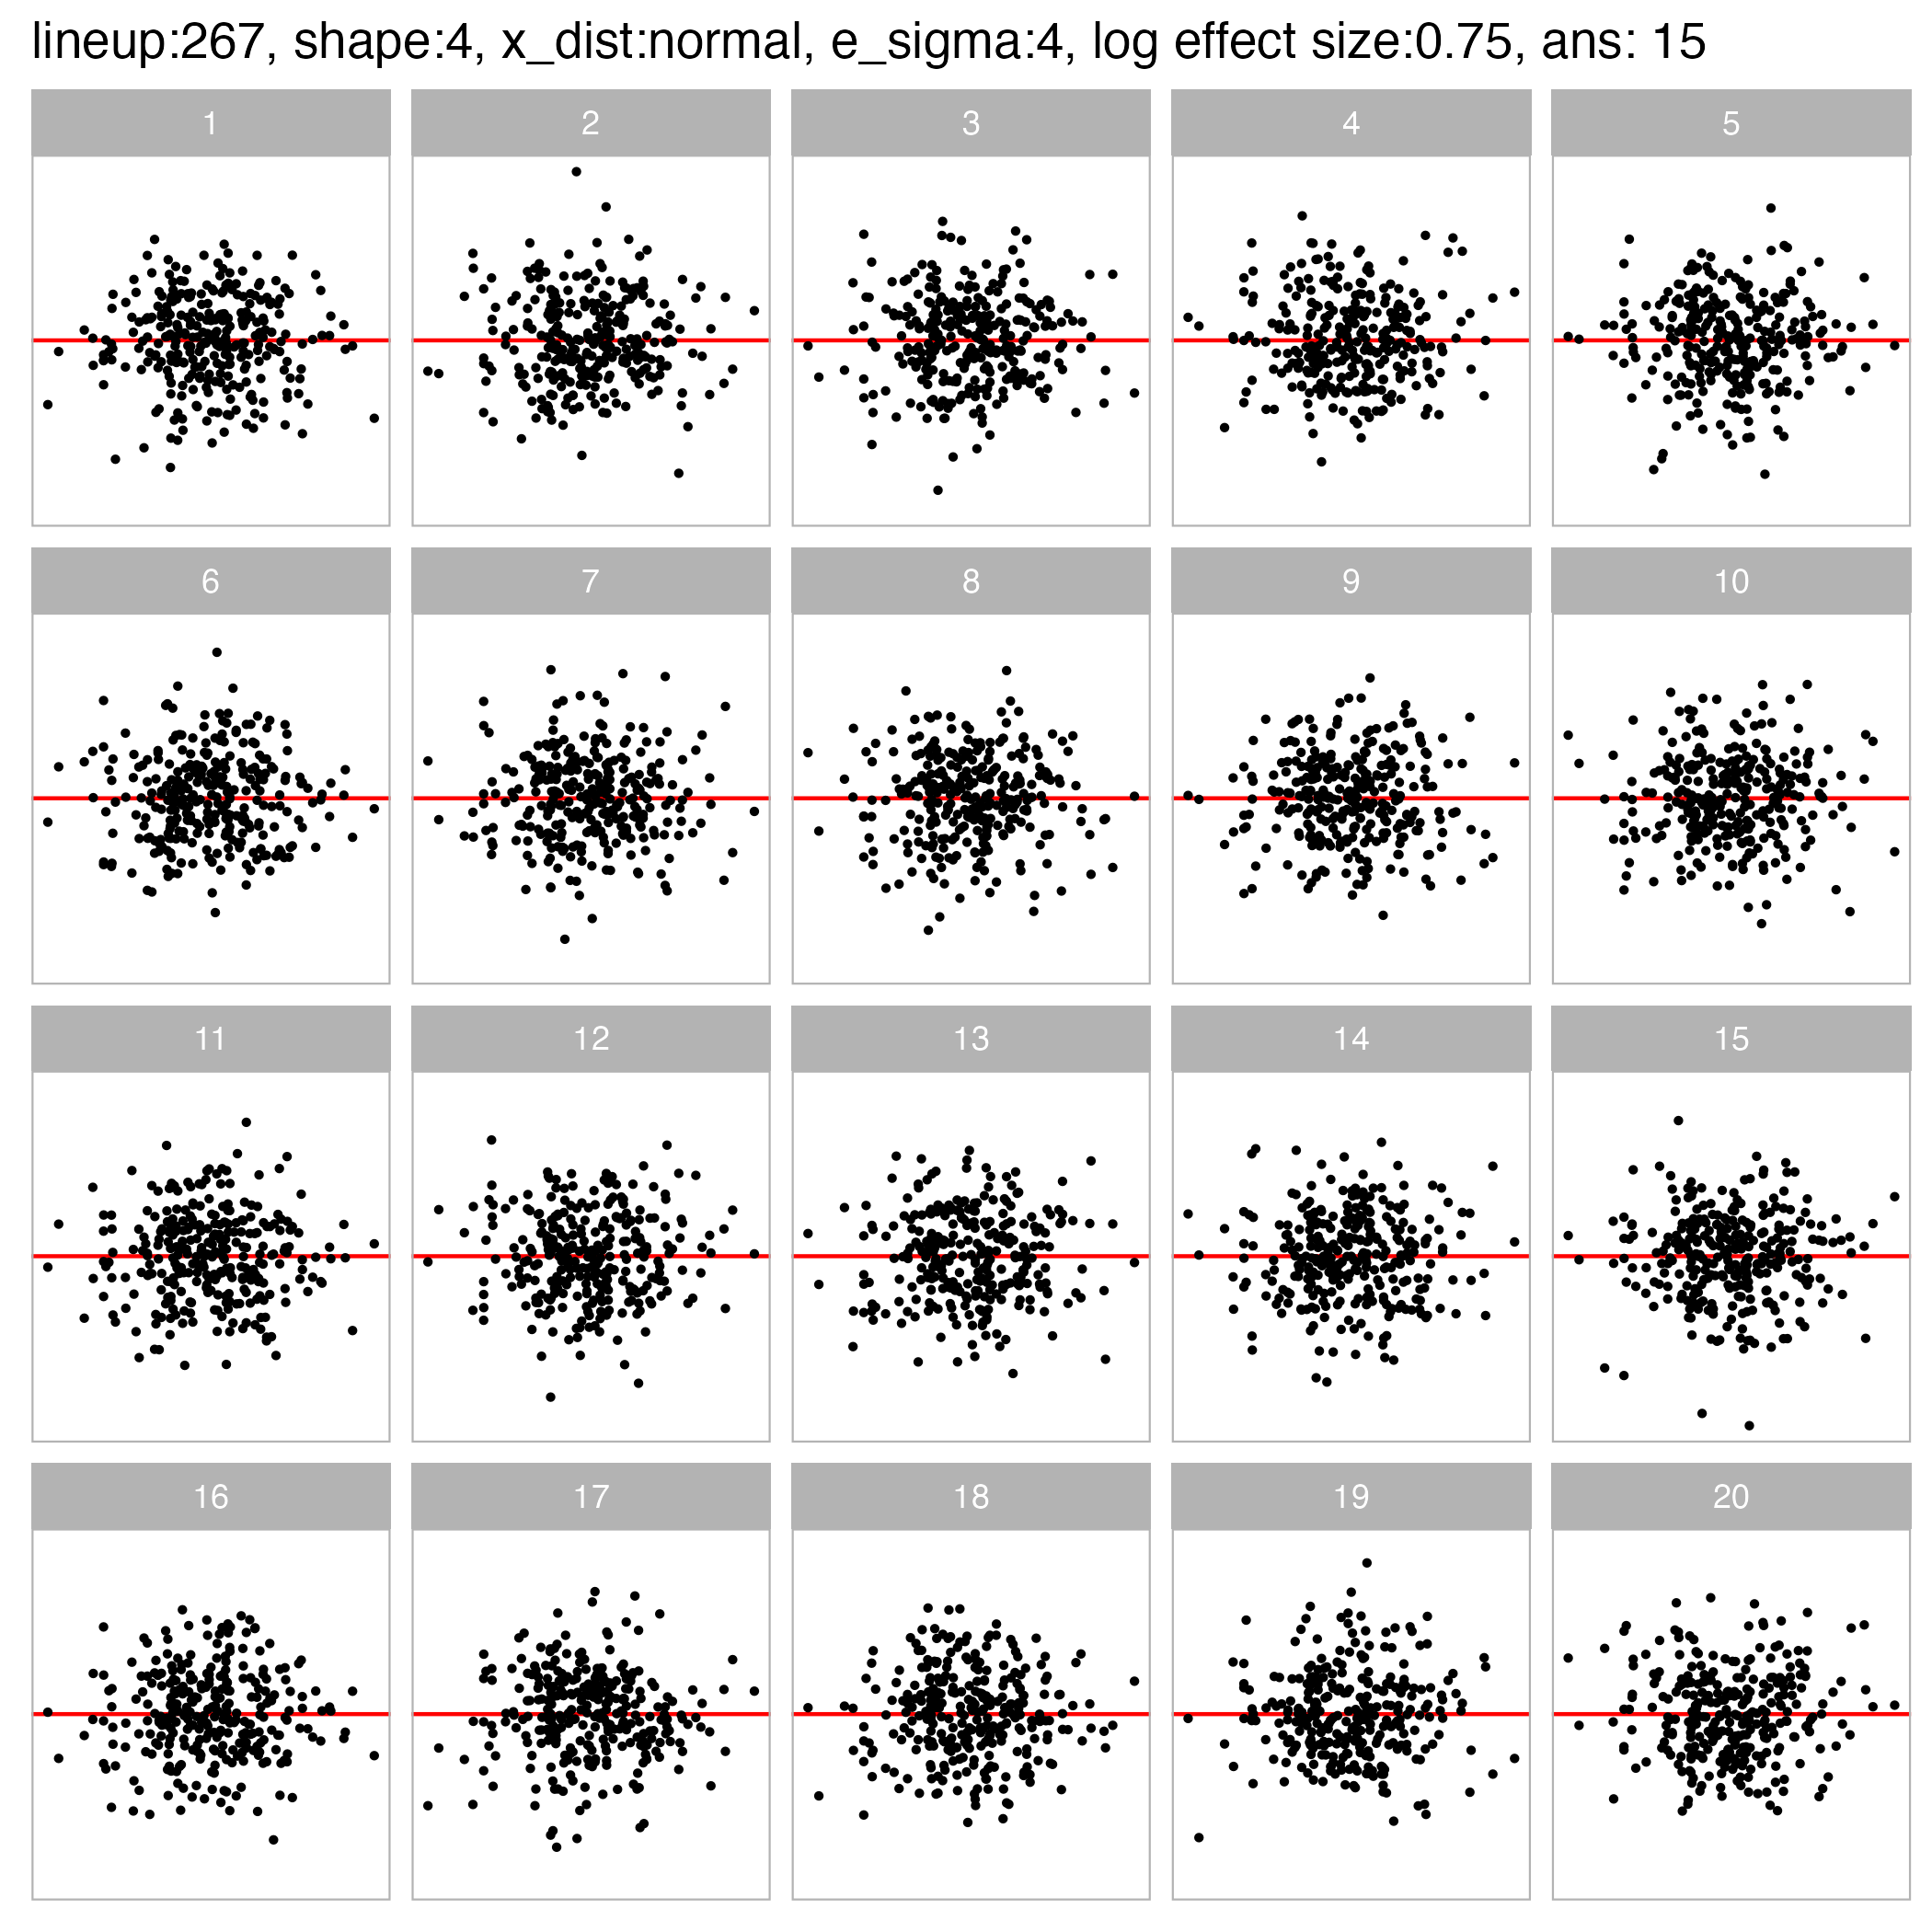 lineup:267, shape:4, x_dist:normal, e_sigma:4, log effect size:0.75, ans: 15
1 2 3 4 5
6 7 8 9 10
11 12 13 14 15
16 17 18 19 20